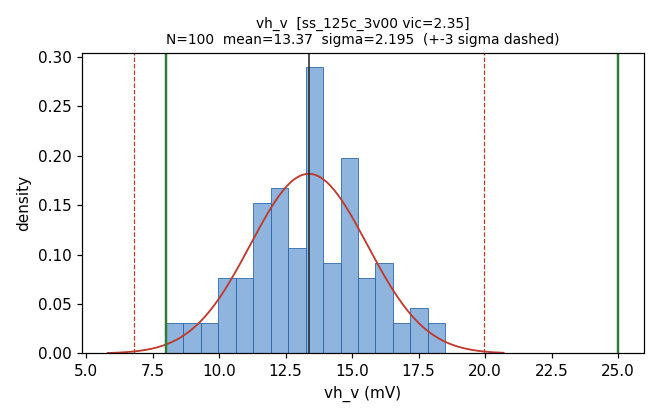 vh_v  [ss_125c_3v00 vic=2.35]
N=100  mean=13.37  sigma=2.195  (+-3 sigma dashed)
0.30
0.25
0.20
0.15
0.10
0.05
0.00
density
5.0 7.5 10.0 12.5 15.0 17.5 20.0 22.5 25.0
vh_v (mV)